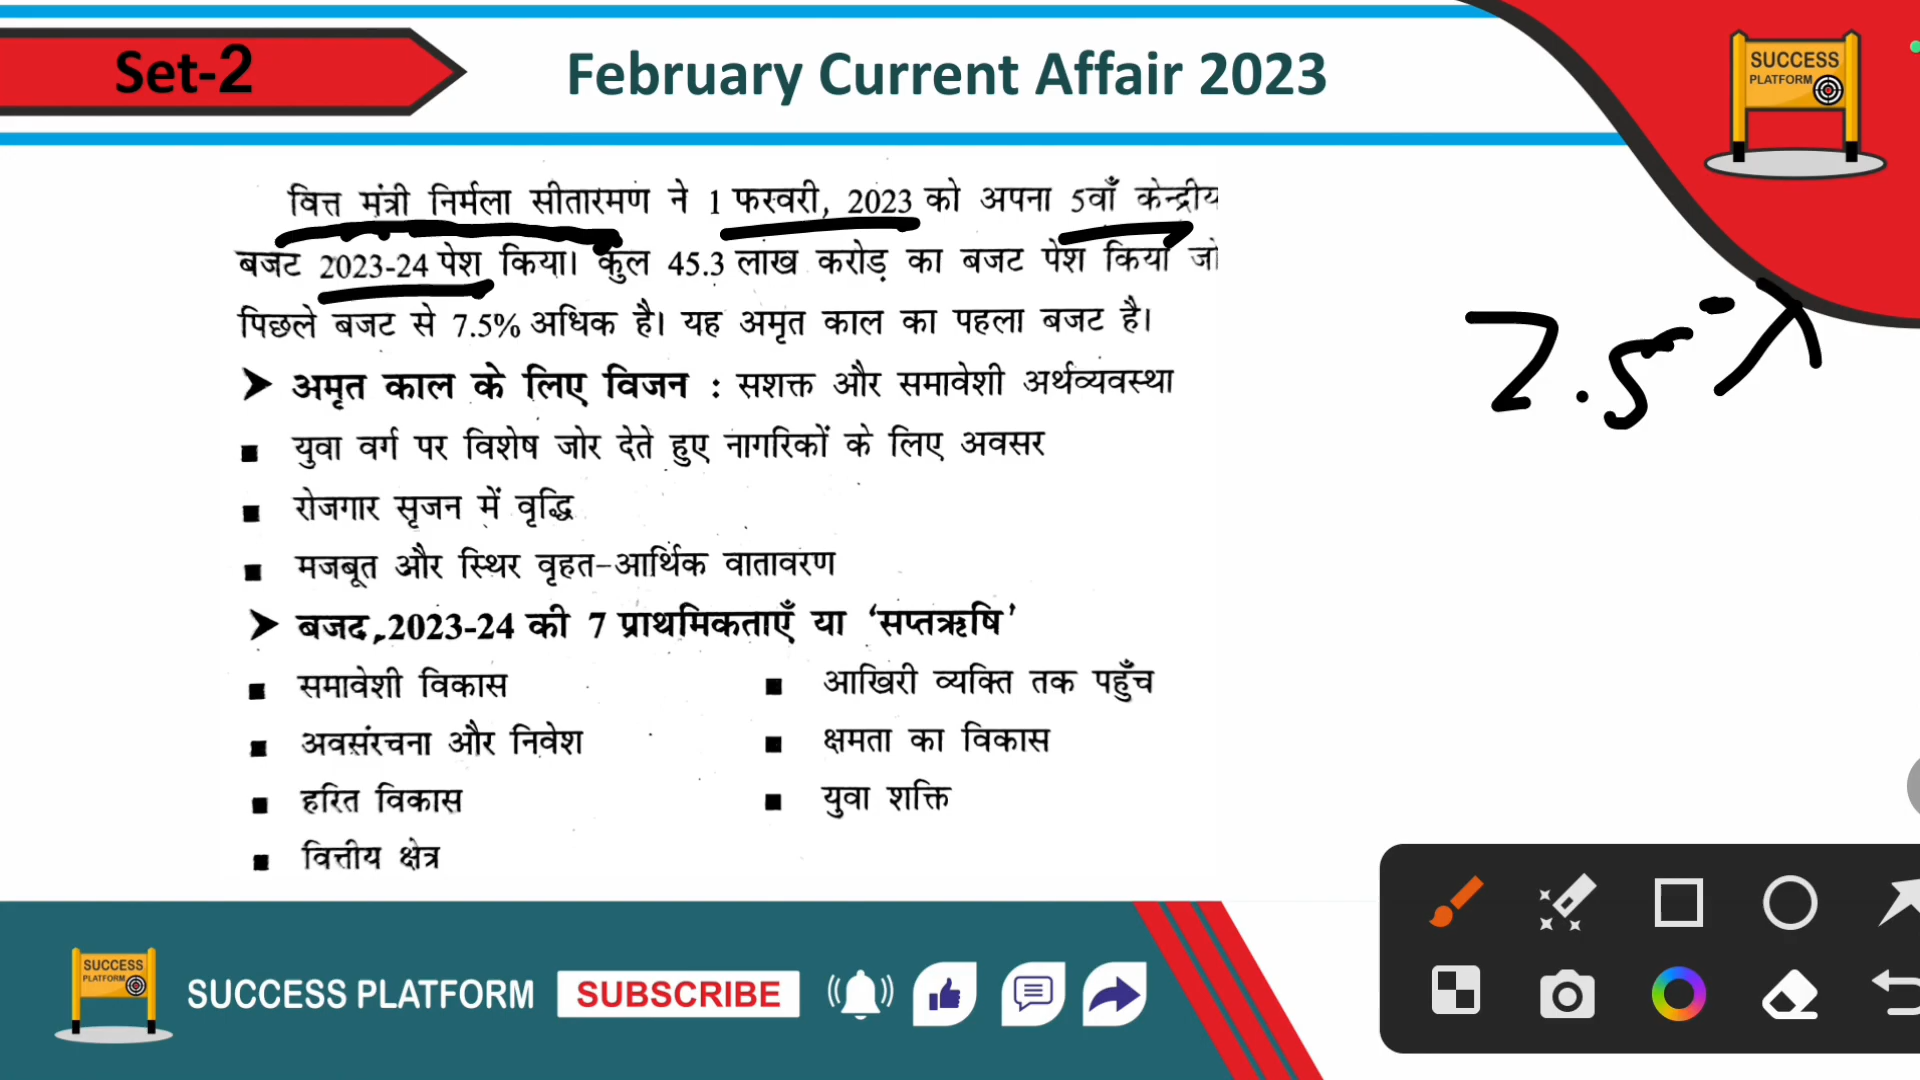 Set-2
February Current Affair 2023
SUCCESS
PLATFORM
वित्त मंत्री निर्मला सीतारमण ने 1 फरवरी, 2023 को अपना 5वाँ केन्द्रीय
बजट 2023-24 पेश किया। कुल 45.3 लाख करोड़ का बजट पेश किया जो
पिछले बजट से 7.5% अधिक है। यह अमृत काल का पहला बजट है।
7.5%
➤ अमृत काल के लिए विजन : सशक्त और समावेशी अर्थव्यवस्था
■ युवा वर्ग पर विशेष जोर देते हुए नागरिकों के लिए अवसर
■ रोजगार सृजन में वृद्धि
■ मजबूत और स्थिर वृहत-आर्थिक वातावरण
➤ बजट 2023-24 की 7 प्राथमिकताएँ या ‘सप्तऋषि’
■ समावेशी विकास ■ आखिरी व्यक्ति तक पहुँच
■ अवसंरचना और निवेश ■ क्षमता का विकास
■ हरित विकास ■ युवा शक्ति
■ वित्तीय क्षेत्र
SUCCESS
PLATFORM
SUCCESS PLATFORM SUBSCRIBE